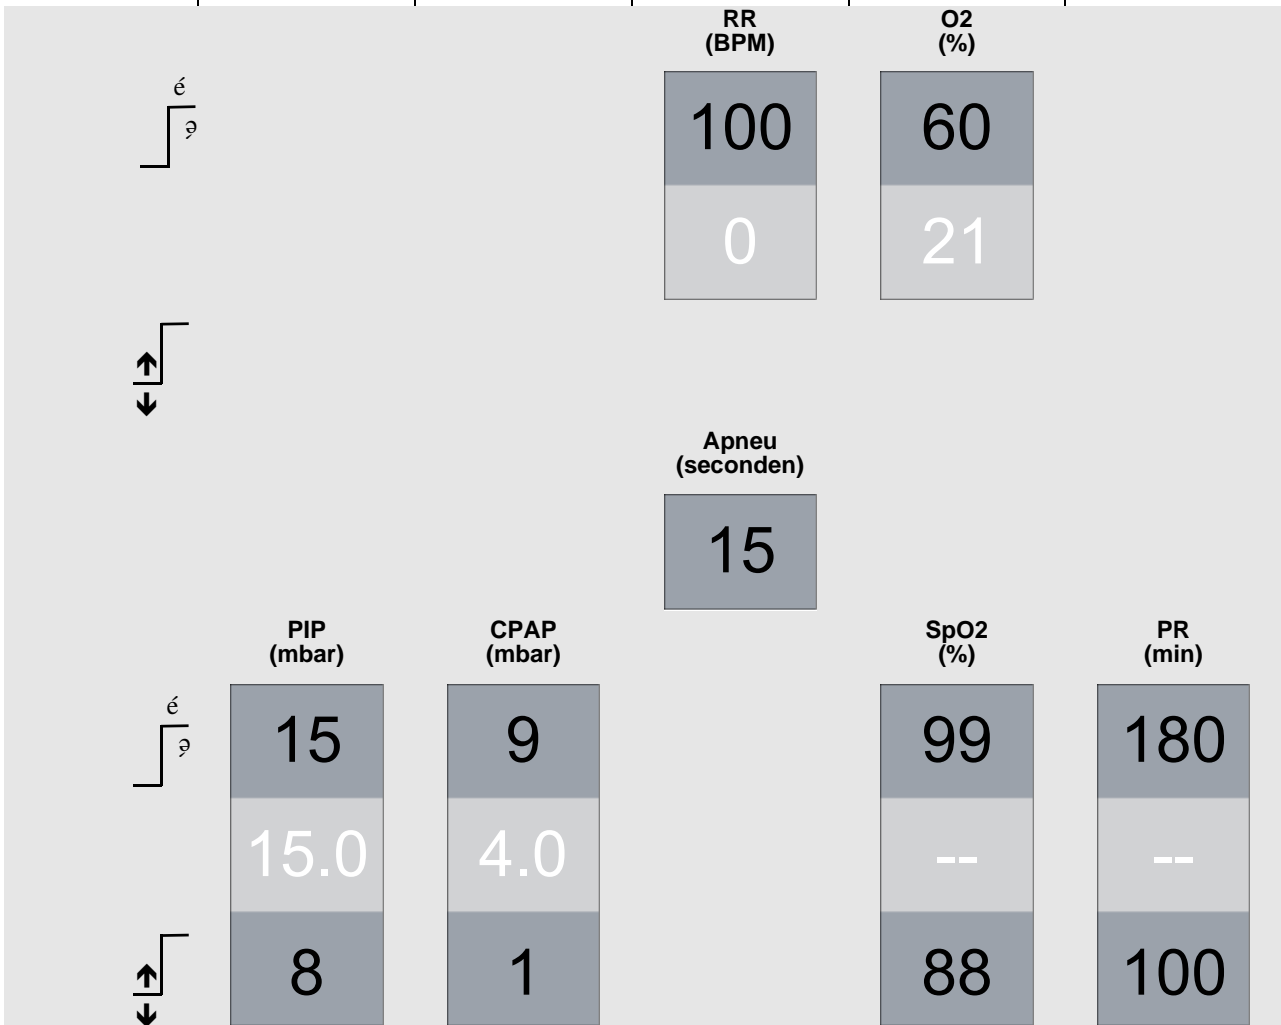 RR
(BPM)
O2
(%)
é
é
100
60
0
21
Apneu
(seconden)
15
PIP
(mbar)
CPAP
(mbar)
SpO2
(%)
PR
(min)
é
é
15
9
99
180
15.0
4.0
--
--
8
1
88
100